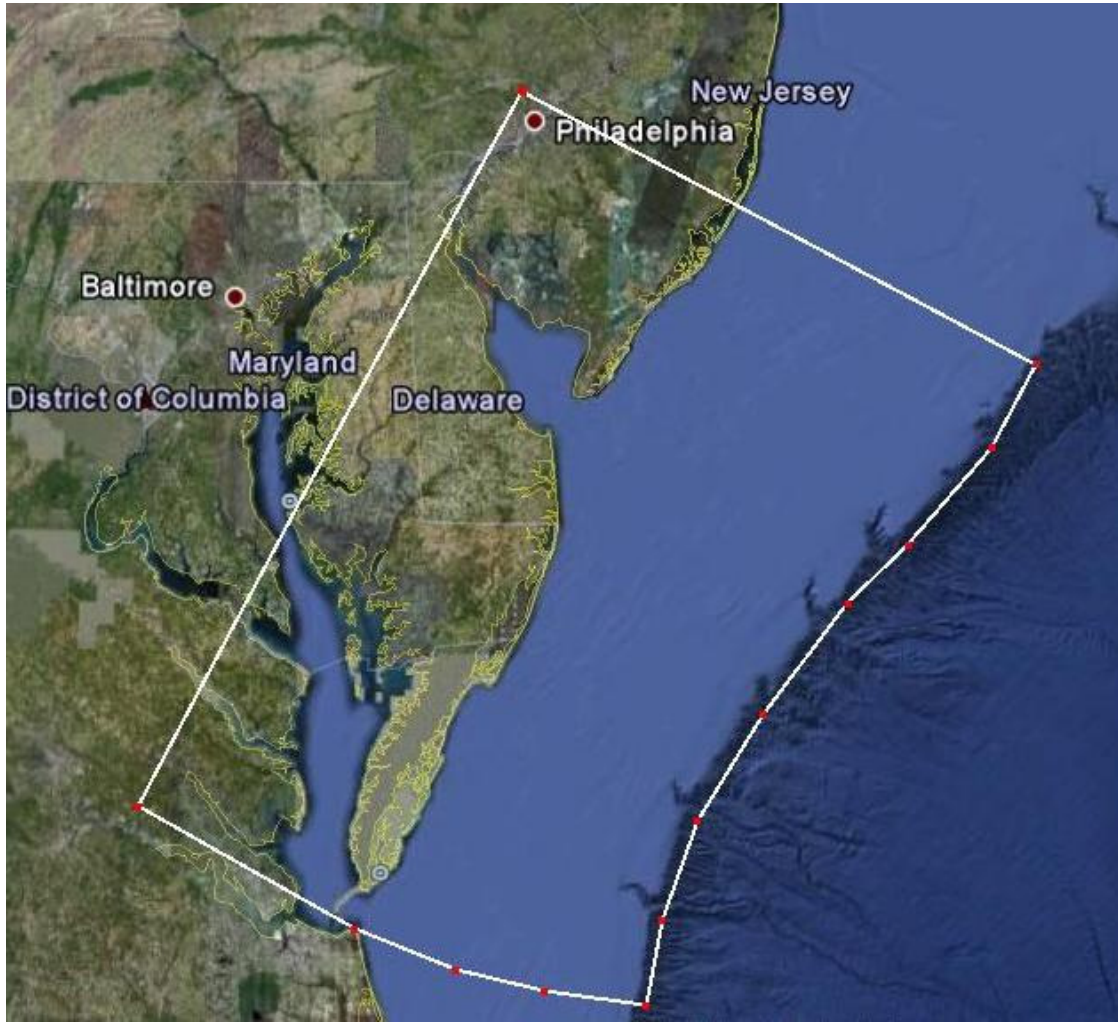 New Jersey
Philadelphia
Baltimore
Maryland
District of Columbia
Delaware